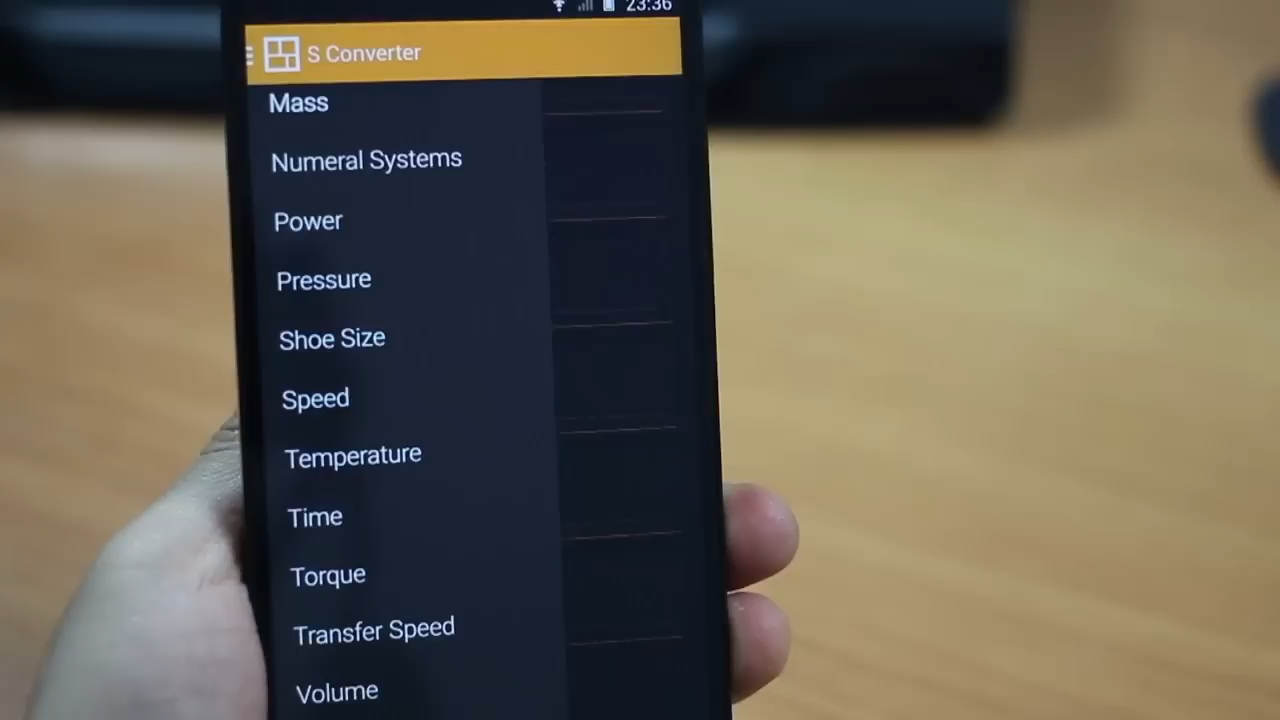 23:36
S Converter
Mass
Numeral Systems
Power
Pressure
Shoe Size
Speed
Temperature
Time
Torque
Transfer Speed
Volume